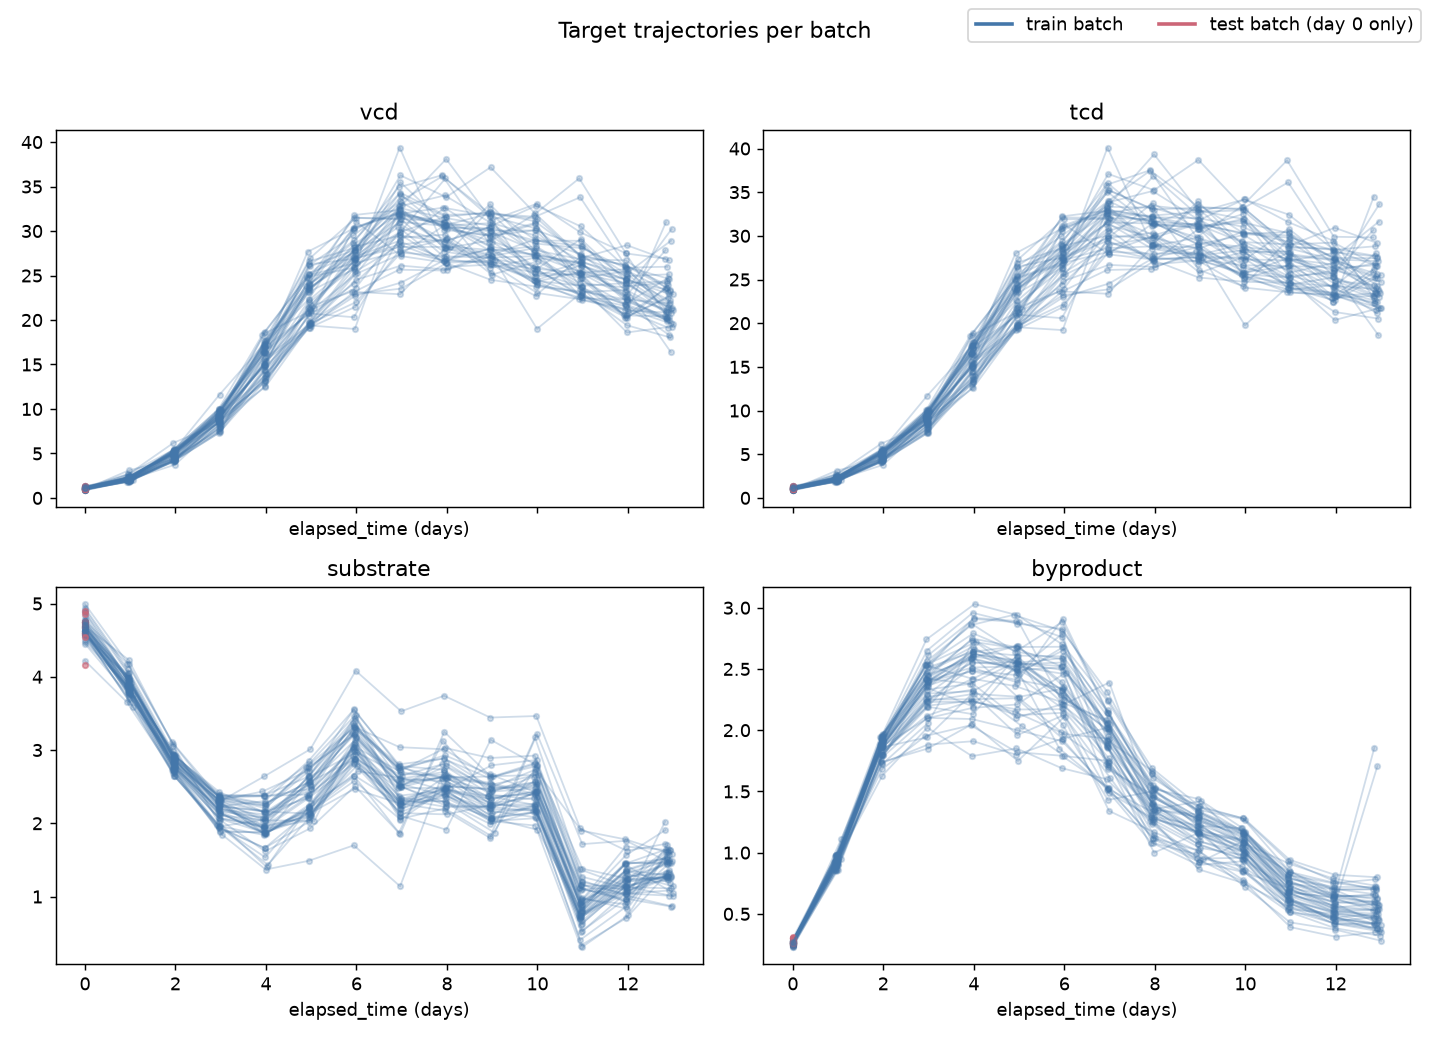 Target trajectories per batch
train batch
test batch (day 0 only)
vcd
40
35
30
25
20
15
10
5
0
elapsed_time (days)
tcd
40
35
30
25
20
15
10
5
0
elapsed_time (days)
substrate
5
4
3
2
1
0 2 4 6 8 10 12
elapsed_time (days)
byproduct
3.0
2.5
2.0
1.5
1.0
0.5
0 2 4 6 8 10 12
elapsed_time (days)